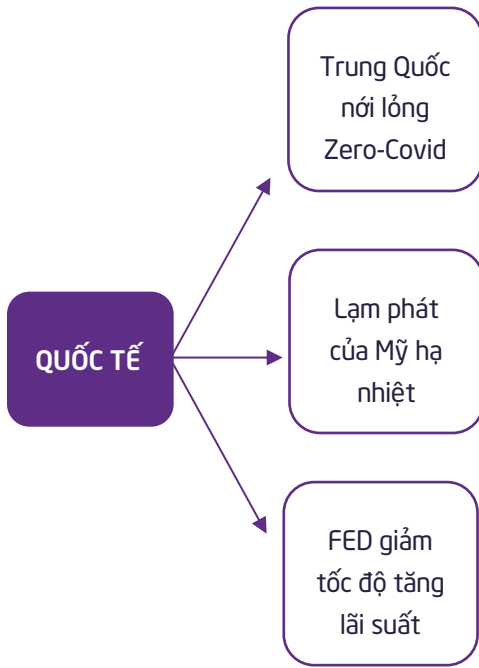 Trung Quốc
nới lỏng
Zero-Covid
QUỐC TẾ
Lạm phát
của Mỹ hạ
nhiệt
FED giảm
tốc độ tăng
lãi suất